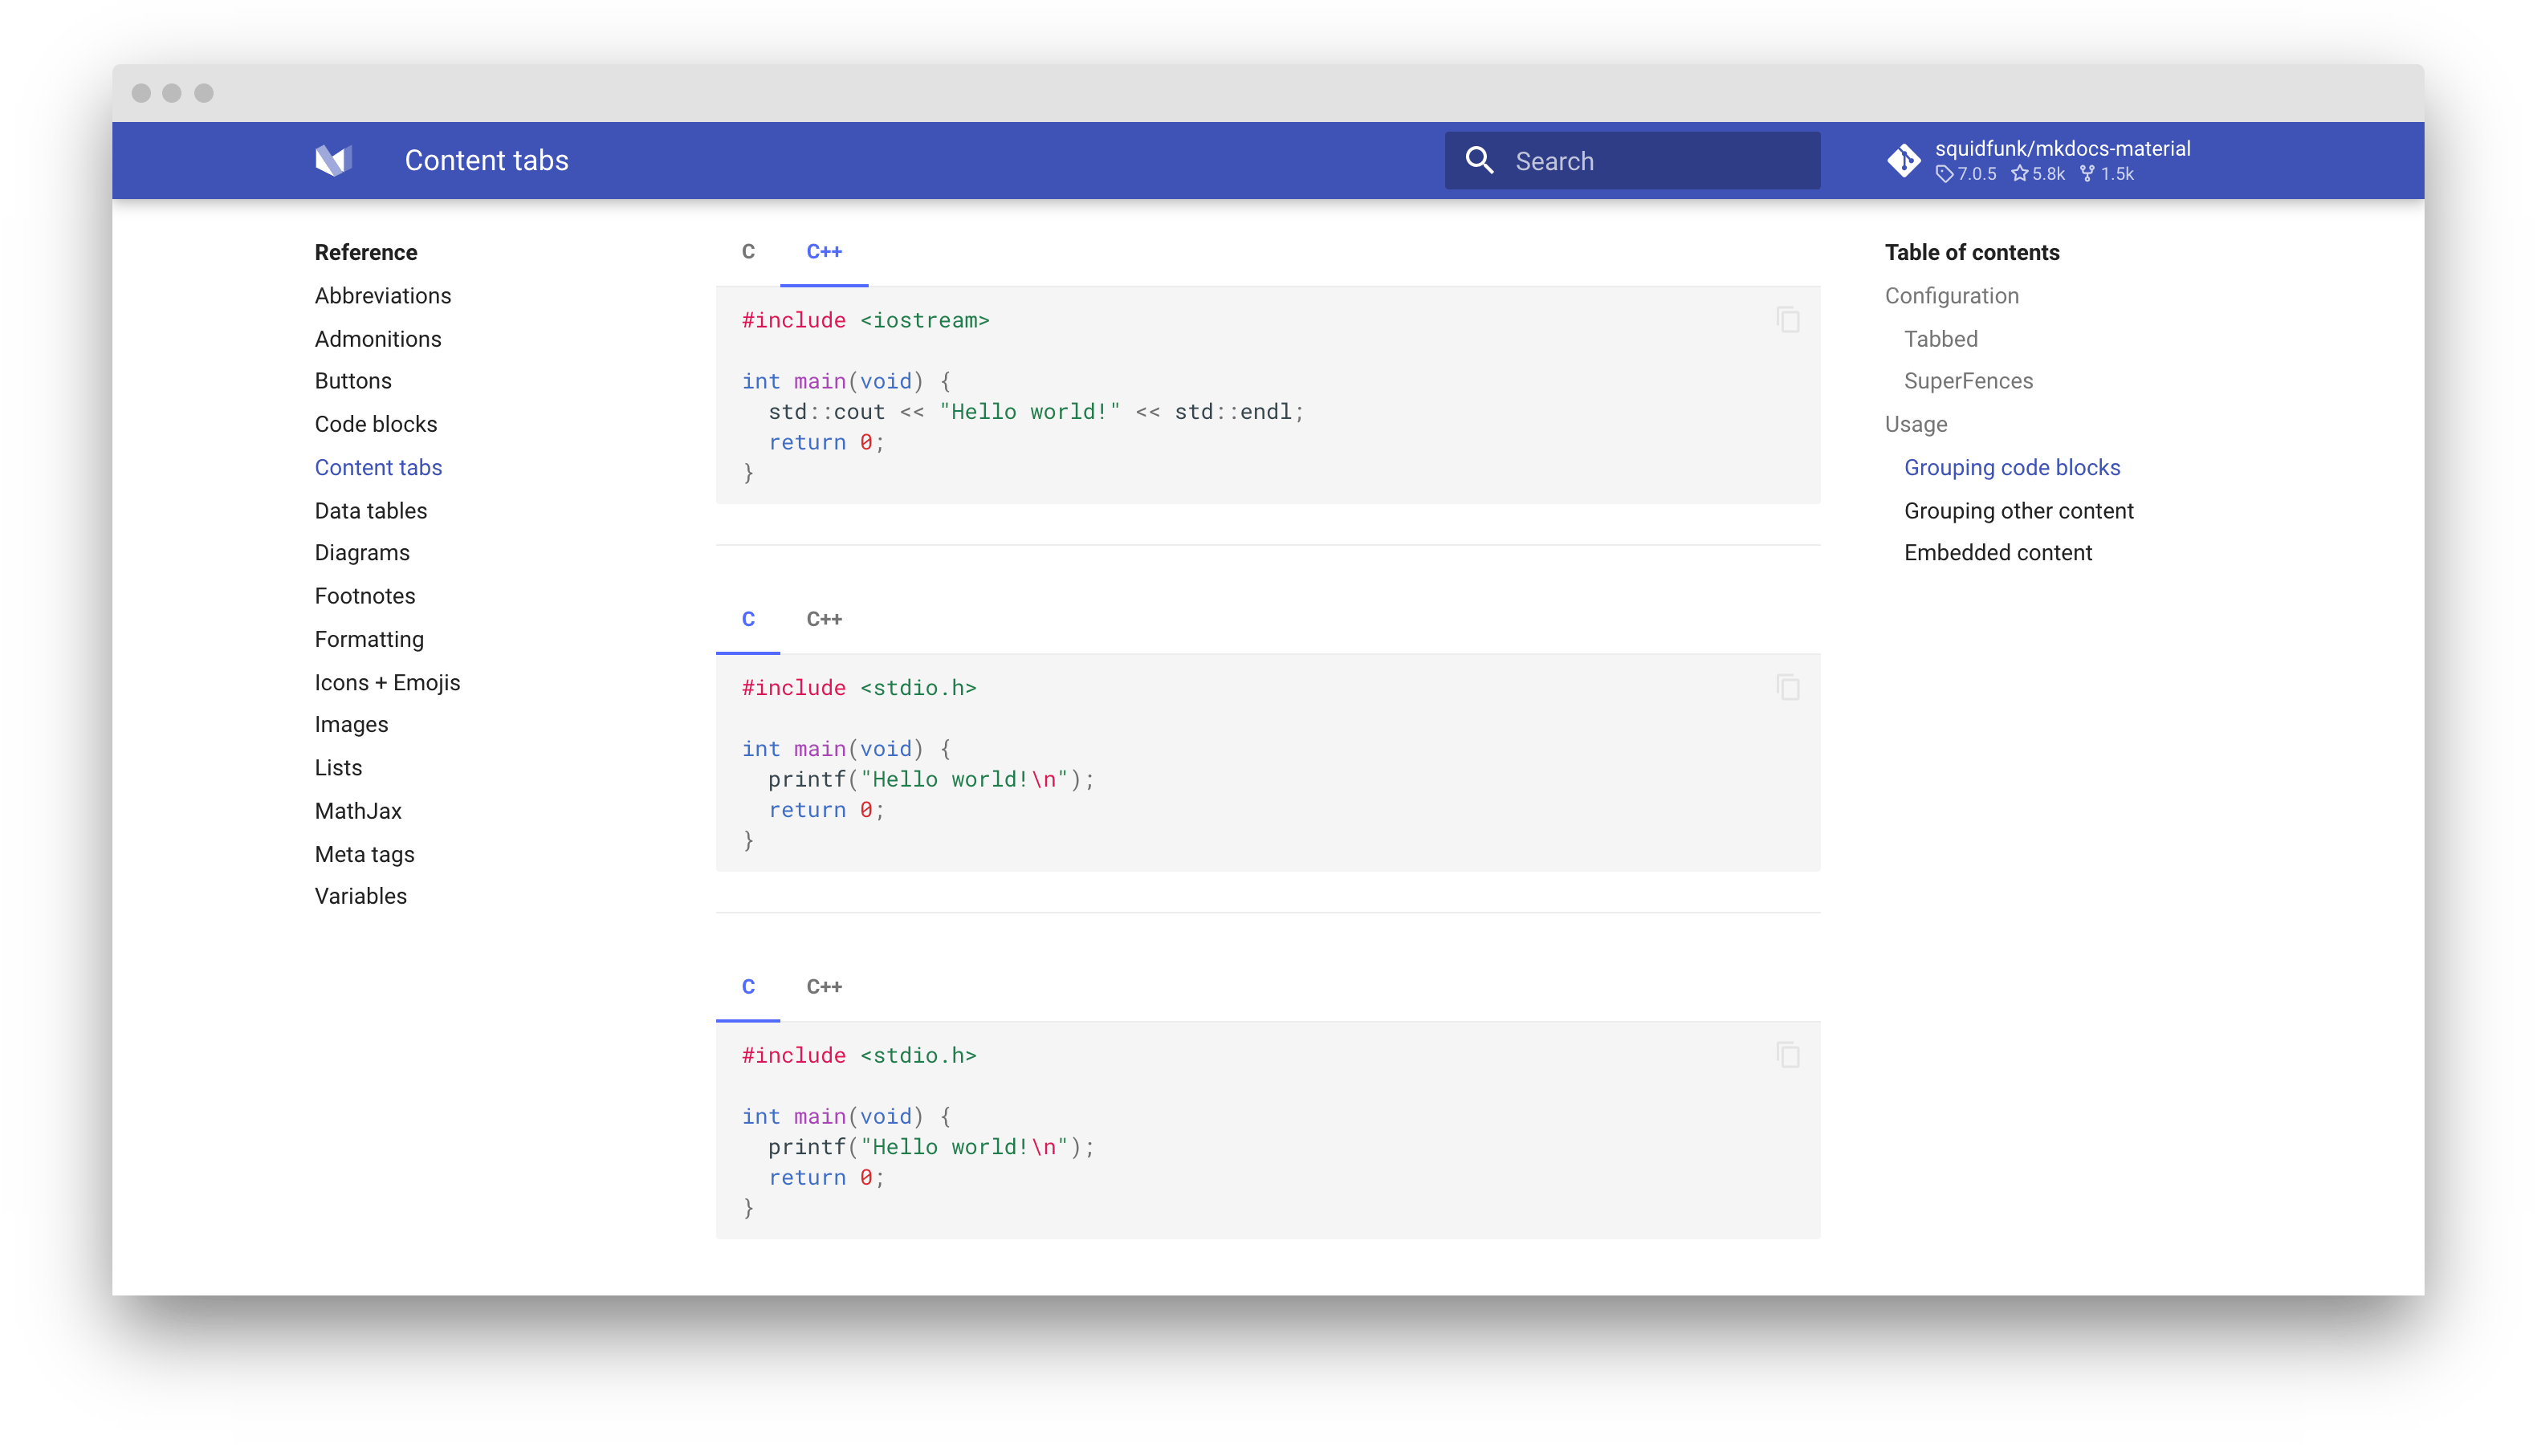 Content tabs
Search
squidfunk/mkdocs-material
7.0.5 5.8k 1.5k
Reference
Abbreviations
Admonitions
Buttons
Code blocks
Content tabs
Data tables
Diagrams
Footnotes
Formatting
Icons + Emojis
Images
Lists
MathJax
Meta tags
Variables
C C++
#include <iostream>
int main(void) {
  std::cout << "Hello world!" << std::endl;
  return 0;
}
C C++
#include <stdio.h>
int main(void) {
  printf("Hello world!\n");
  return 0;
}
C C++
#include <stdio.h>
int main(void) {
  printf("Hello world!\n");
  return 0;
}
Table of contents
Configuration
Tabbed
SuperFences
Usage
Grouping code blocks
Grouping other content
Embedded content